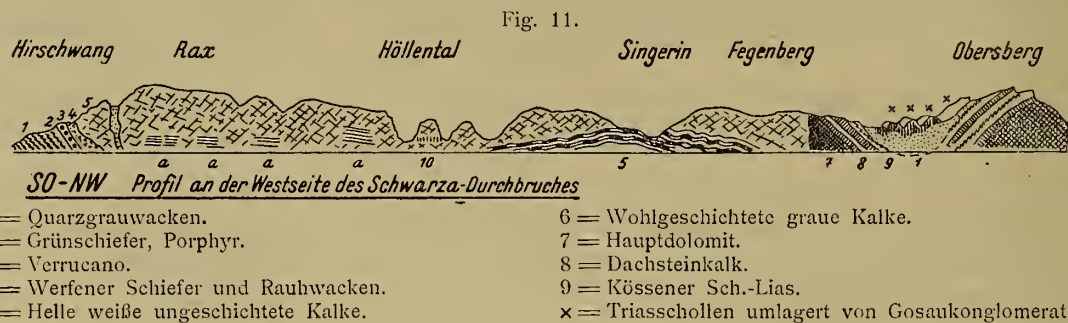 Fig. 11.
Hirschwang Rax Höllental Singerin Fegenberg Obersberg
1 2 3 4 5 x x x x
a a a a 10 5 7 8 9 1
SO-NW Profil an der Westseite des Schwarza-Durchbruches
= Quarzgrauwacken. 6 = Wohlgeschichtete graue Kalke.
= Grünschiefer, Porphyr. 7 = Hauptdolomit.
= Verrucano. 8 = Dachsteinkalk.
= Werfener Schiefer und Rauhwacken. 9 = Kössener Sch.-Lias.
= Helle weiße ungeschichtete Kalke. x = Triasschollen umlagert von Gosaukonglomerat